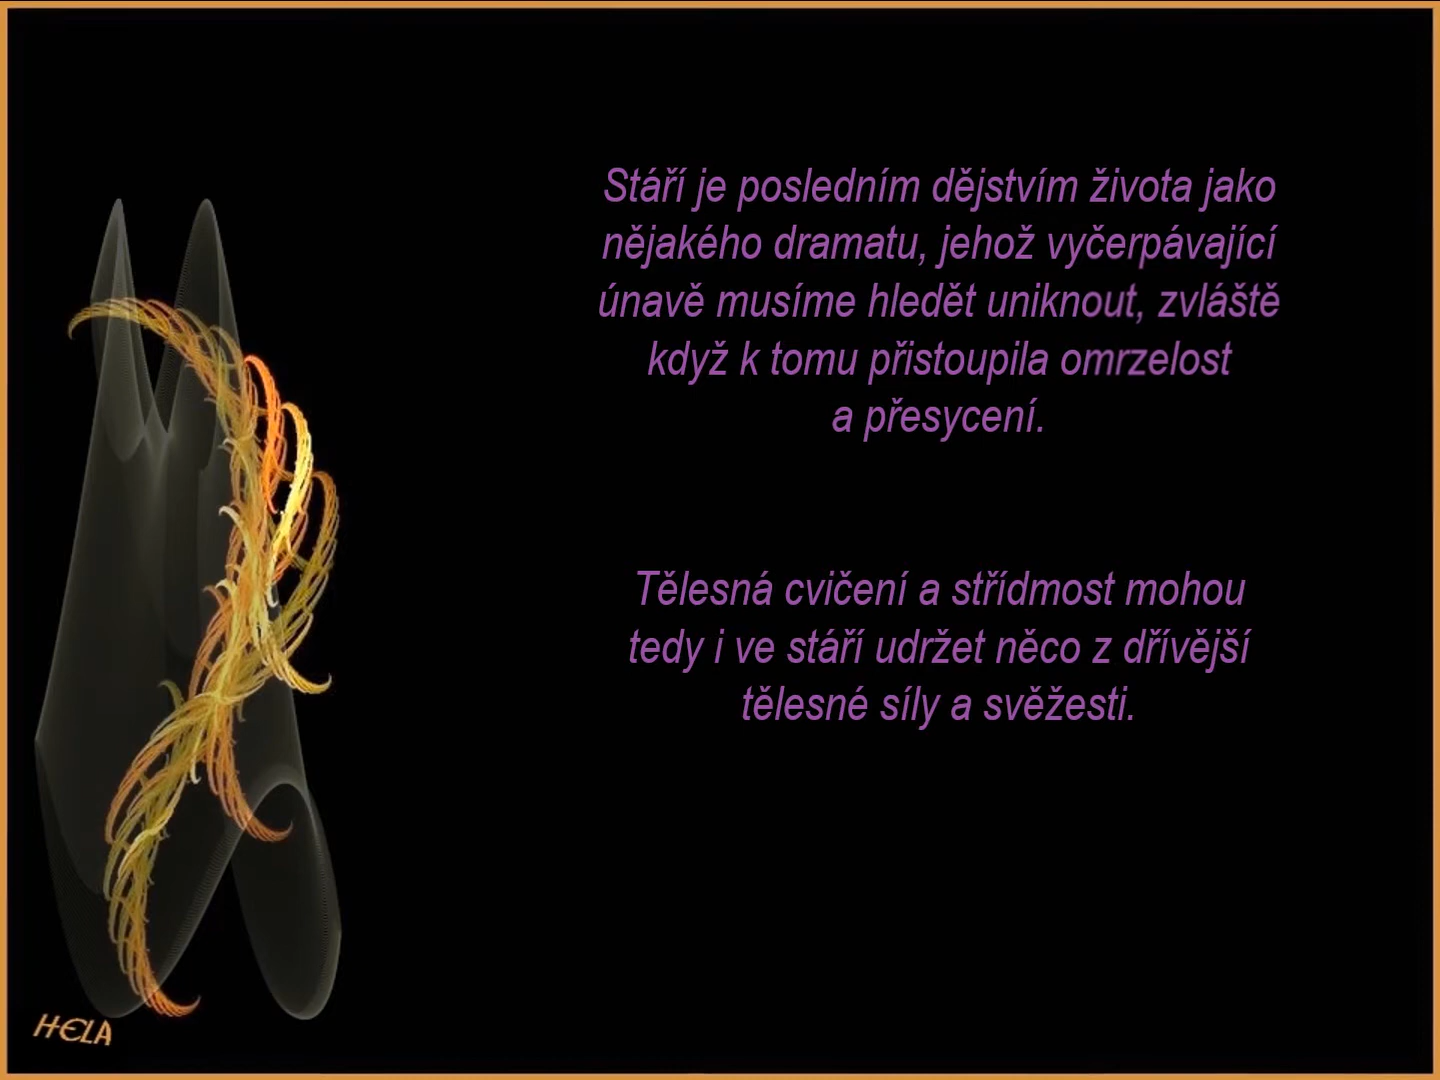 Stáří je posledním dějstvím života jako
nějakého dramatu, jehož vyčerpávající
únavě musíme hledět uniknout, zvláště
když k tomu přistoupila omrzelost
a přesycení.
Tělesná cvičení a střídmost mohou
tedy i ve stáří udržet něco z dřívější
tělesné síly a svěžesti.
HELA